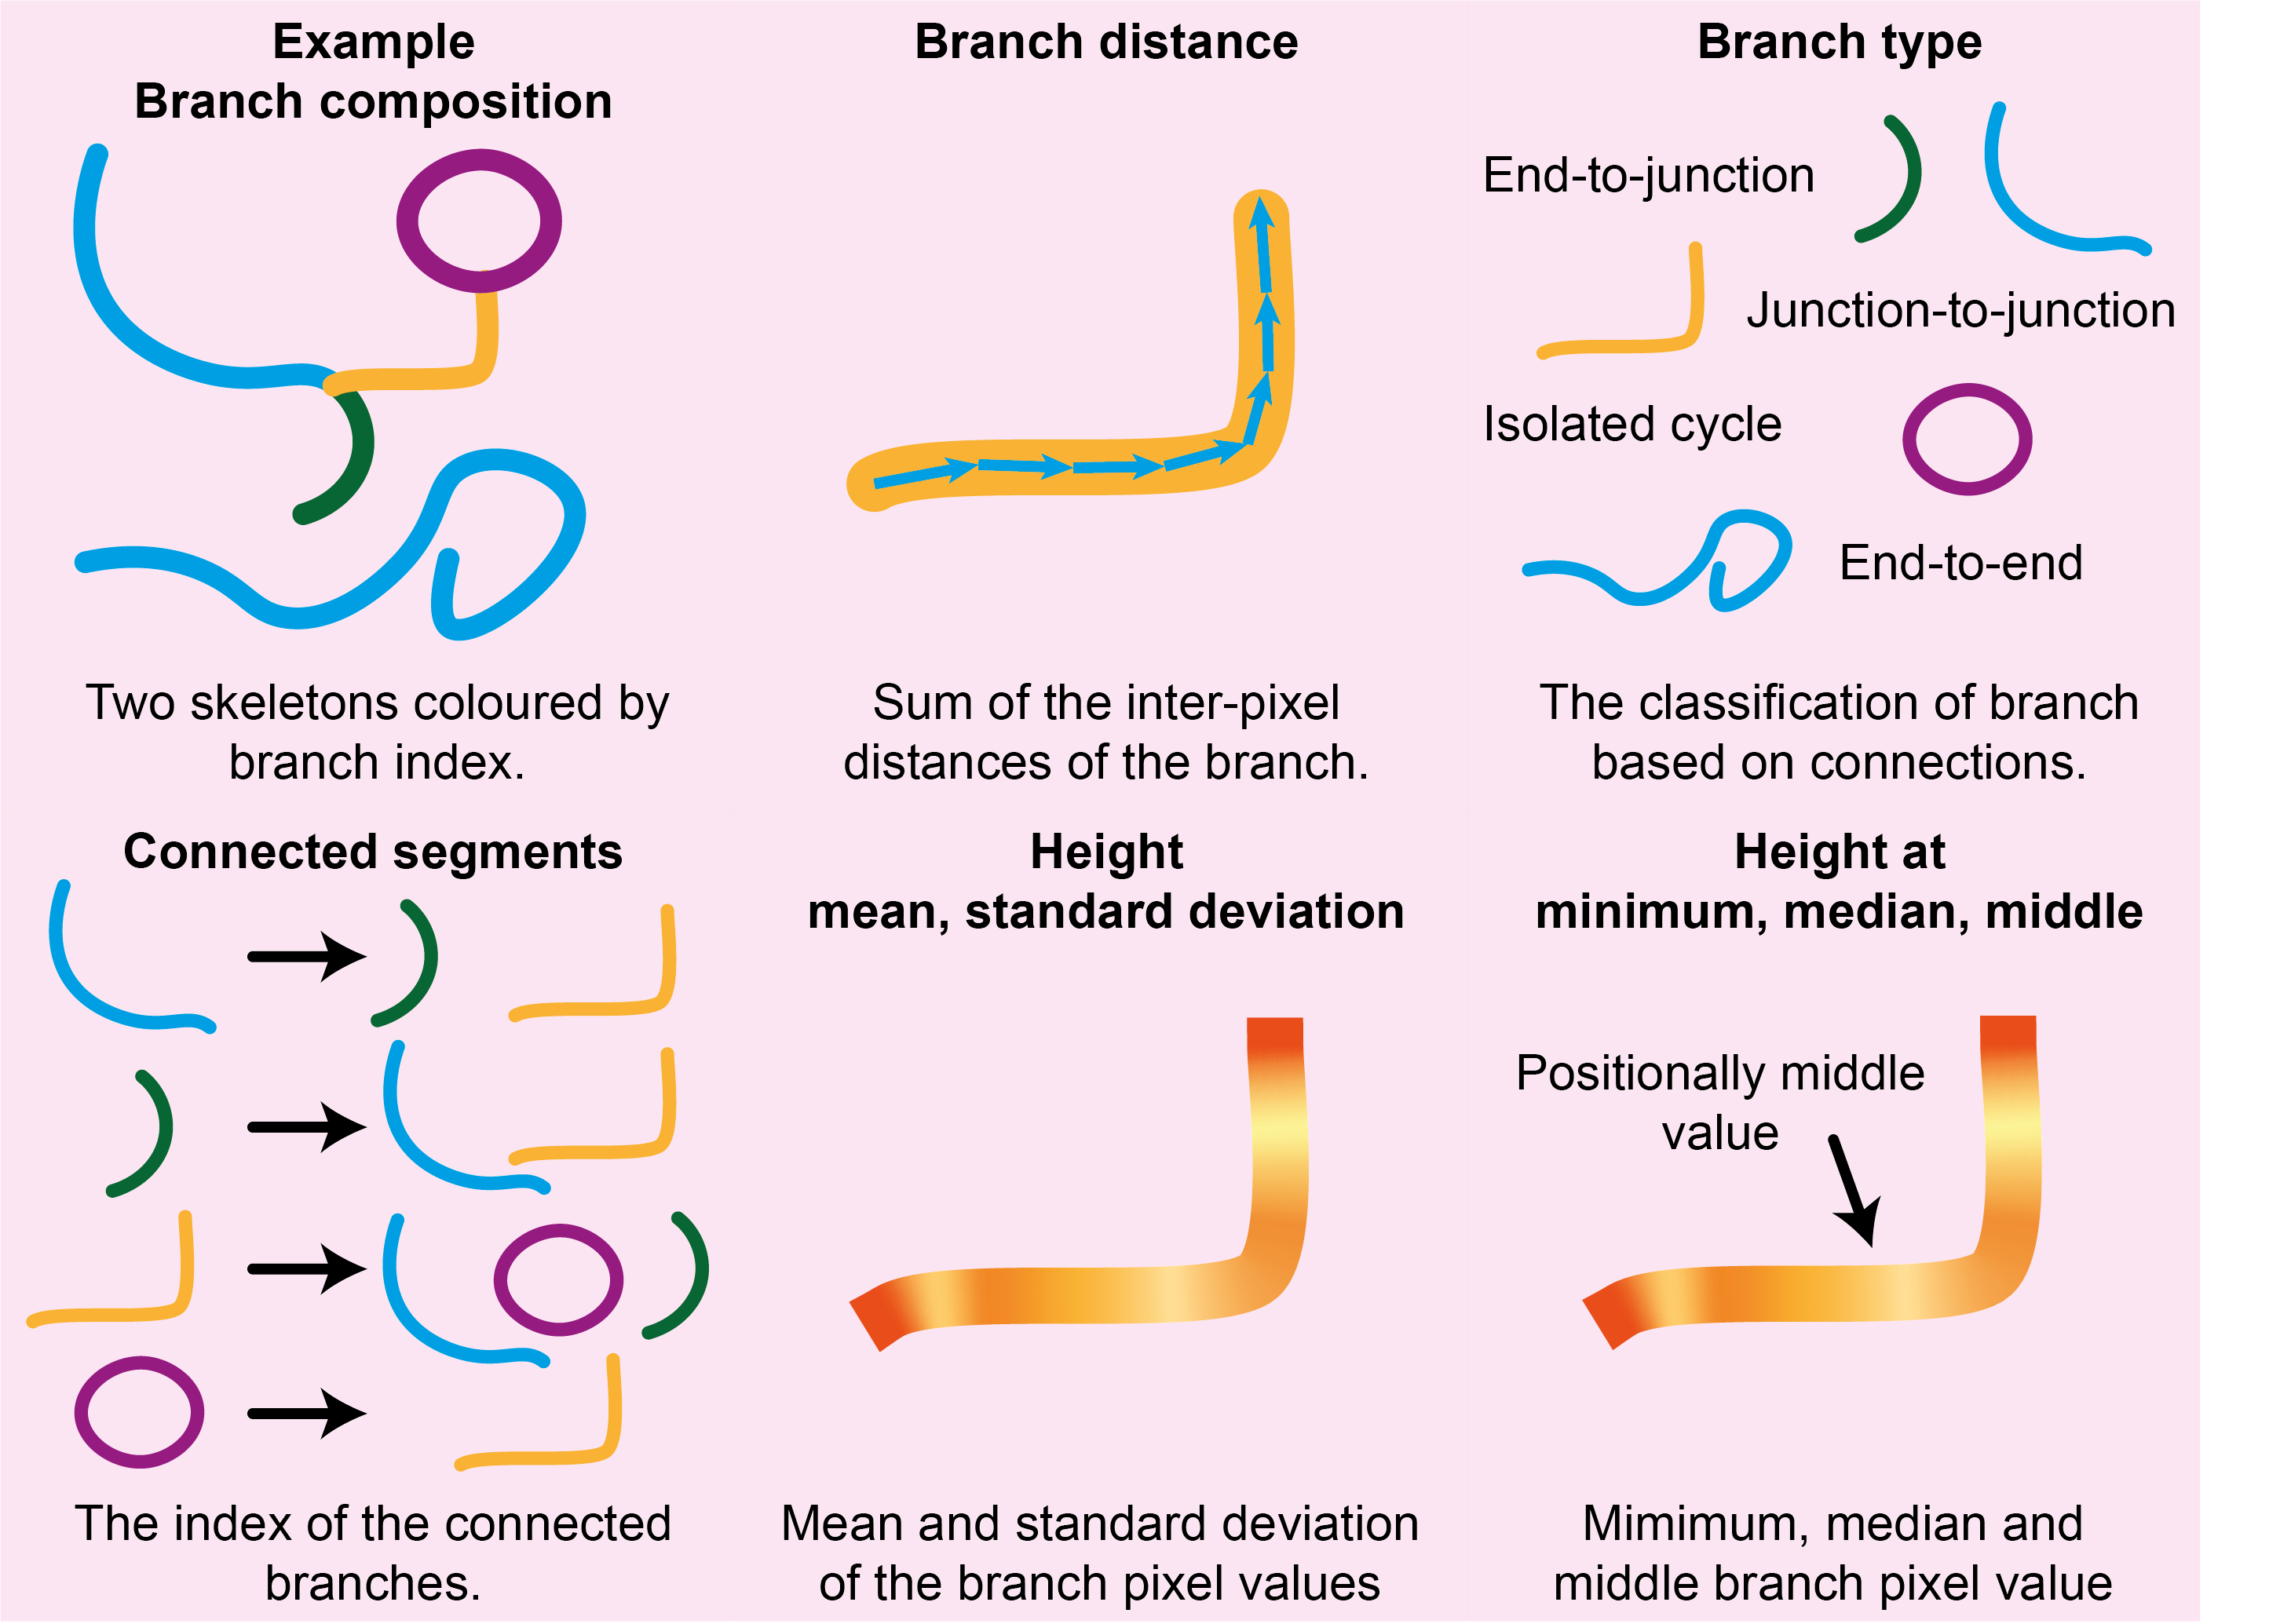 Example
Branch composition
Two skeletons coloured by
branch index.
Branch distance
Sum of the inter-pixel
distances of the branch.
Branch type
End-to-junction
Junction-to-junction
Isolated cycle
End-to-end
The classification of branch
based on connections.
Connected segments
The index of the connected
branches.
Height
mean, standard deviation
Mean and standard deviation
of the branch pixel values
Height at
minimum, median, middle
Positionally middle
value
Mimimum, median and
middle branch pixel value